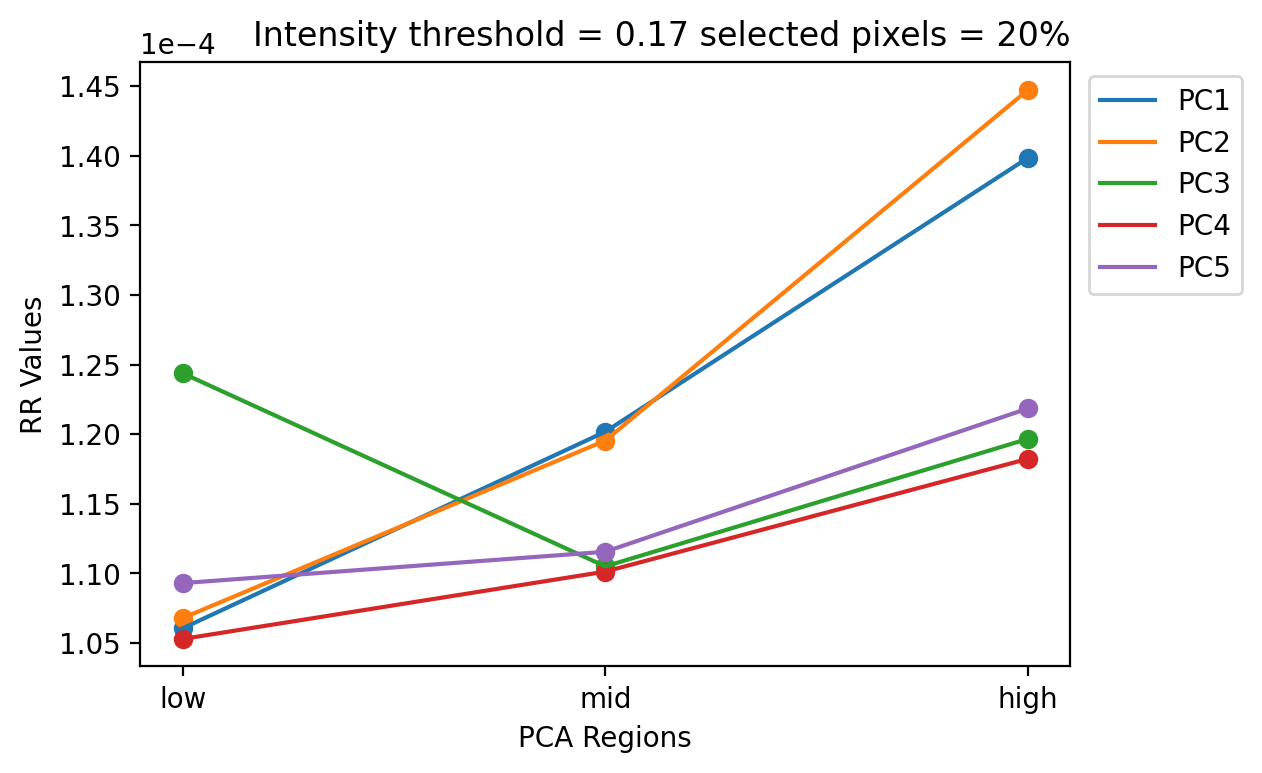 Intensity threshold = 0.17 selected pixels = 20%
1e−4
1.45
1.40
1.35
1.30
1.25
1.20
1.15
1.10
1.05
RR Values
low
mid
high
PCA Regions
PC1
PC2
PC3
PC4
PC5